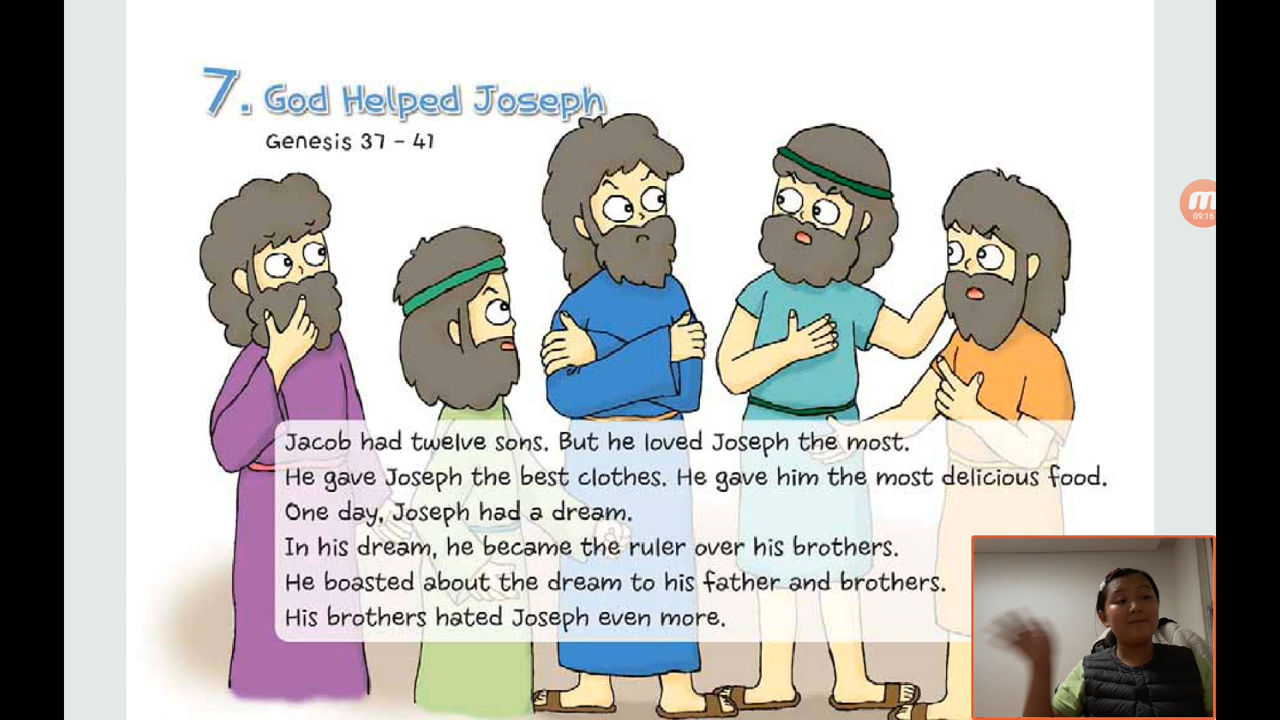 7. God Helped Joseph
Genesis 37 - 41
Jacob had twelve sons. But he loved Joseph the most.
He gave Joseph the best clothes. He gave him the most delicious food.
One day, Joseph had a dream.
In his dream, he became the ruler over his brothers.
He boasted about the dream to his father and brothers.
His brothers hated Joseph even more.
09:16